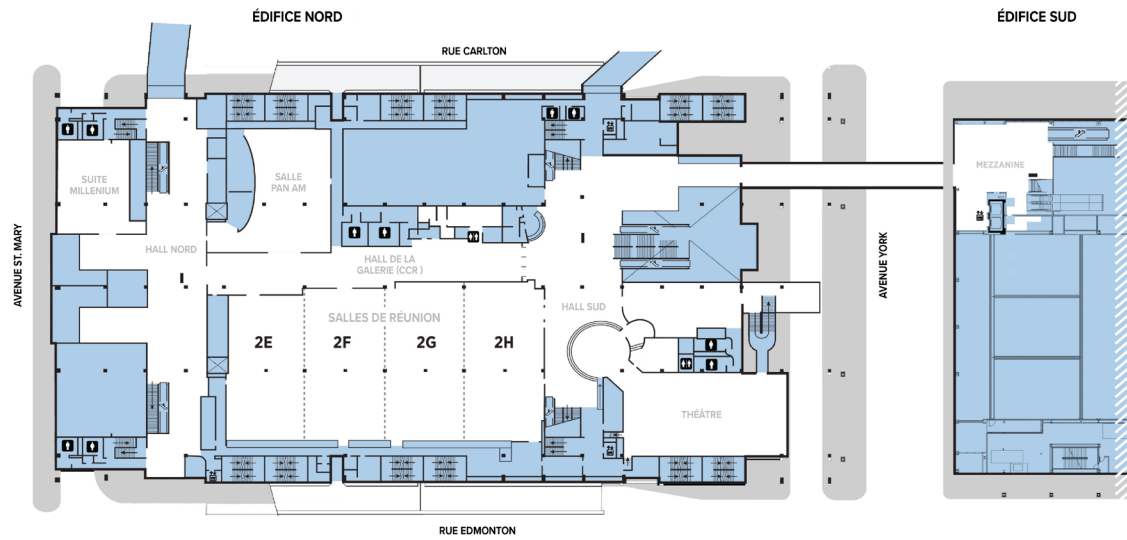 ÉDIFICE NORD
ÉDIFICE SUD
RUE CARLTON
MEZZANINE
SUITE
MILLENIUM
SALLE
PAN AM
AVENUE ST. MARY
HALL NORD
HALL DE LA
GALERIE (CCR )
AVENUE YORK
HALL SUD
SALLES DE RÉUNION
2E
2F
2G
2H
THÉÂTRE
RUE EDMONTON